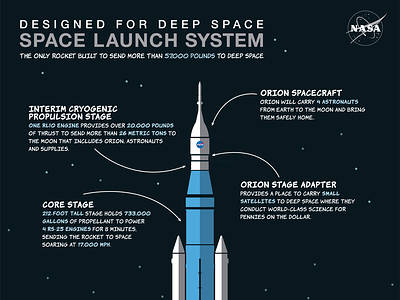 DESIGNED FOR DEEP SPACE
SPACE LAUNCH SYSTEM
THE ONLY ROCKET BUILT TO SEND MORE THAN 57,000 POUNDS TO DEEP SPACE
NASA
ORION SPACECRAFT
ORION WILL CARRY 4 ASTRONAUTS
FROM EARTH TO THE MOON AND BRING
THEM SAFELY HOME.
INTERIM CRYOGENIC
PROPULSION STAGE
ONE RL10 ENGINE PROVIDES OVER 20,000 POUNDS
OF THRUST TO SEND MORE THAN 26 METRIC TONS TO
THE MOON THAT INCLUDES ORION, ASTRONAUTS
AND SUPPLIES.
ORION STAGE ADAPTER
PROVIDES A PLACE TO CARRY SMALL
SATELLITES TO DEEP SPACE WHERE THEY
CONDUCT WORLD-CLASS SCIENCE FOR
PENNIES ON THE DOLLAR.
CORE STAGE
212 FOOT TALL STAGE HOLDS 733,000
GALLONS OF PROPELLANT TO POWER
4 RS-25 ENGINES FOR 8 MINUTES,
SENDING THE ROCKET TO SPACE
SOARING AT 17,000 MPH.